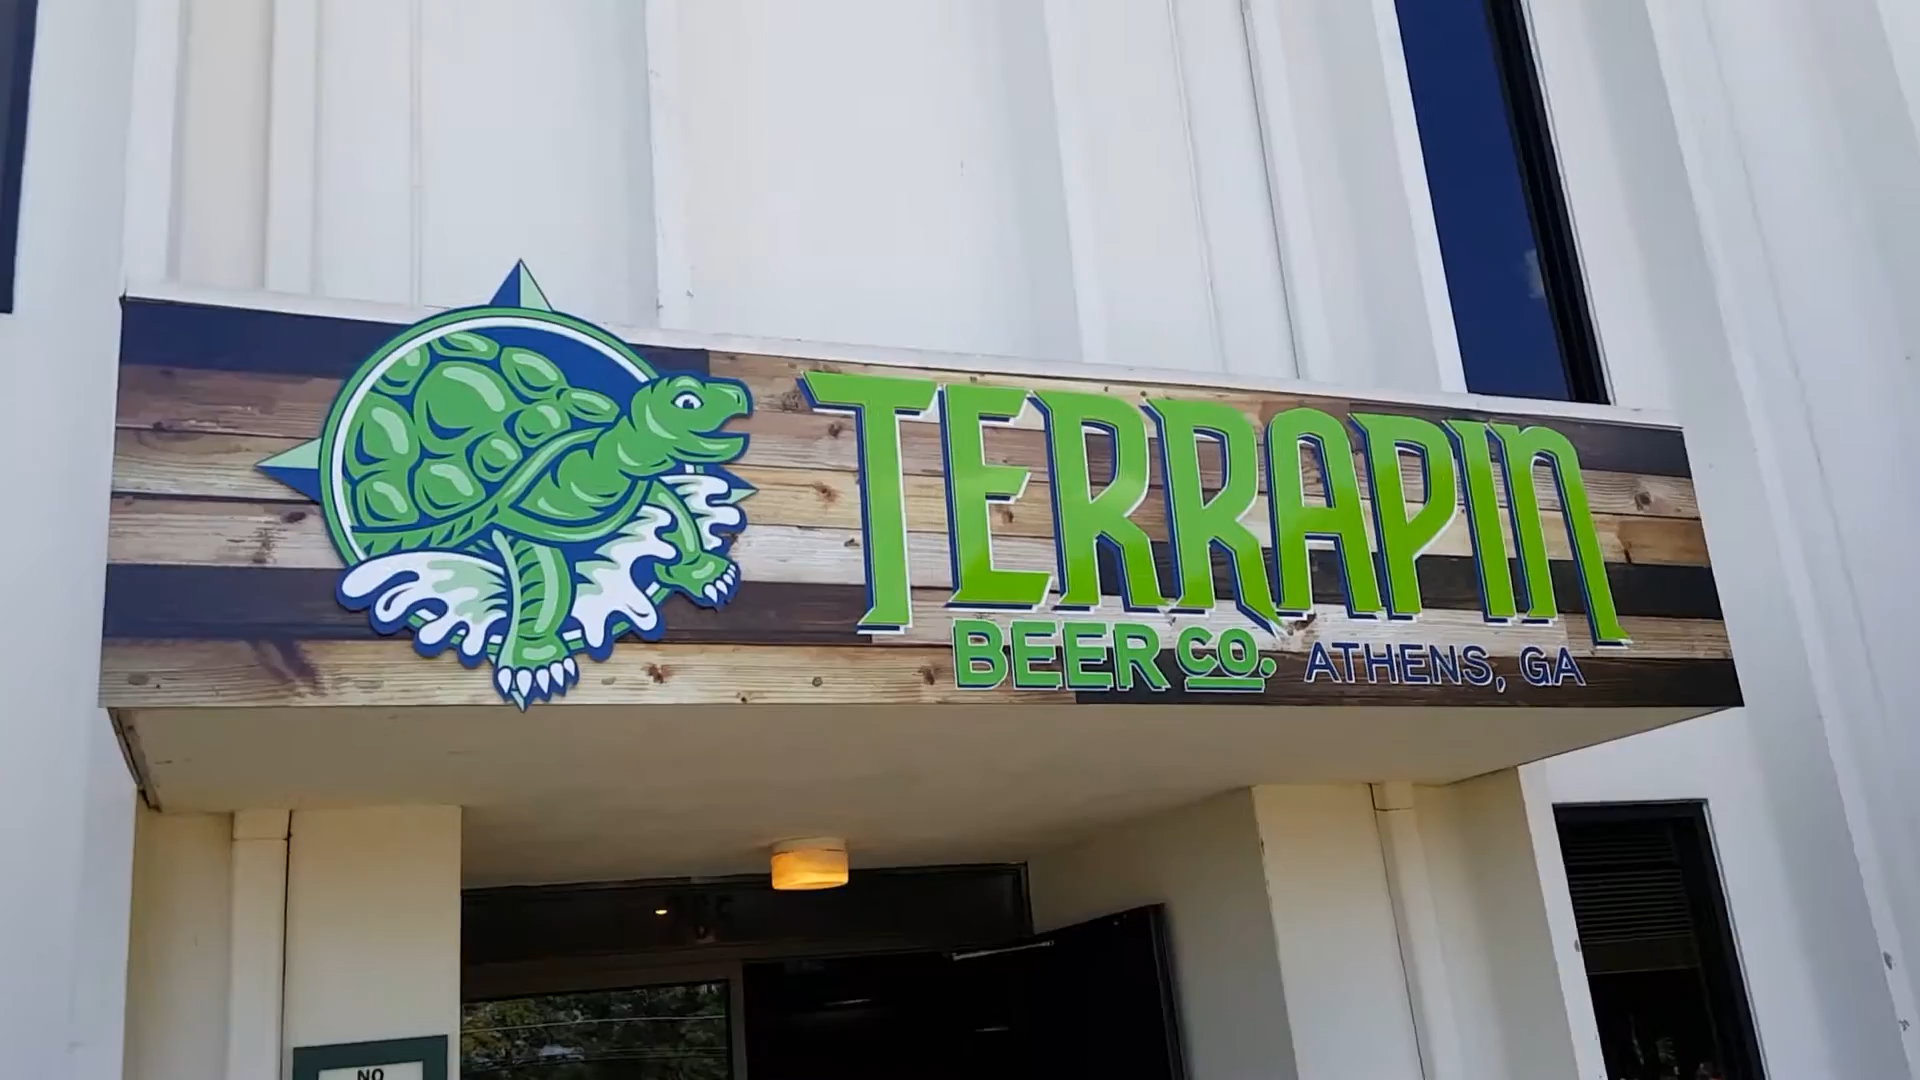 TERRAPIN
BEER CO. ATHENS, GA
NO